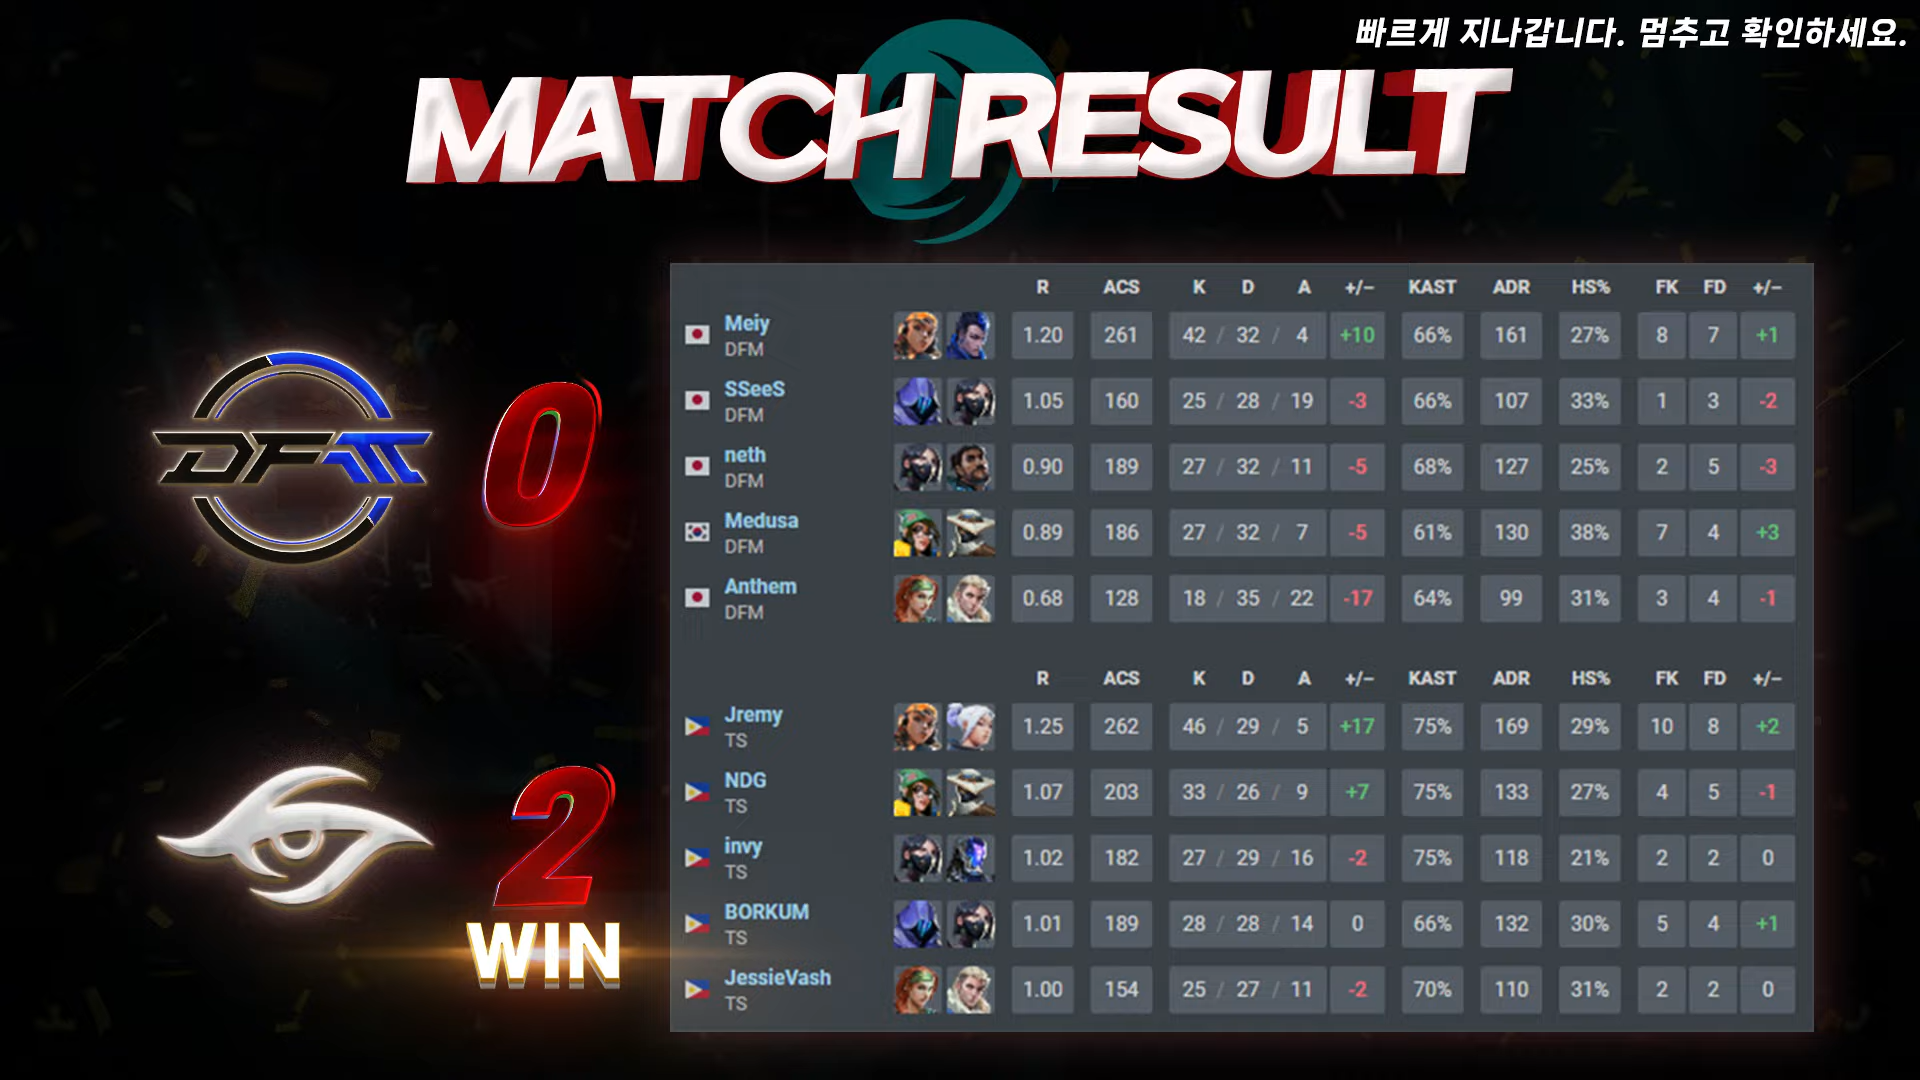 빠르게 지나갑니다. 멈추고 확인하세요.
MATCH RESULT
DFM 0
2
WIN
R ACS K D A +/– KAST ADR HS% FK FD +/–
Meiy DFM 1.20 261 42 / 32 / 4 +10 66% 161 27% 8 7 +1
SSeeS DFM 1.05 160 25 / 28 / 19 -3 66% 107 33% 1 3 -2
neth DFM 0.90 189 27 / 32 / 11 -5 68% 127 25% 2 5 -3
Medusa DFM 0.89 186 27 / 32 / 7 -5 61% 130 38% 7 4 +3
Anthem DFM 0.68 128 18 / 35 / 22 -17 64% 99 31% 3 4 -1
R ACS K D A +/– KAST ADR HS% FK FD +/–
Jremy TS 1.25 262 46 / 29 / 5 +17 75% 169 29% 10 8 +2
NDG TS 1.07 203 33 / 26 / 9 +7 75% 133 27% 4 5 -1
invy TS 1.02 182 27 / 29 / 16 -2 75% 118 21% 2 2 0
BORKUM TS 1.01 189 28 / 28 / 14 0 66% 132 30% 5 4 +1
JessieVash TS 1.00 154 25 / 27 / 11 -2 70% 110 31% 2 2 0